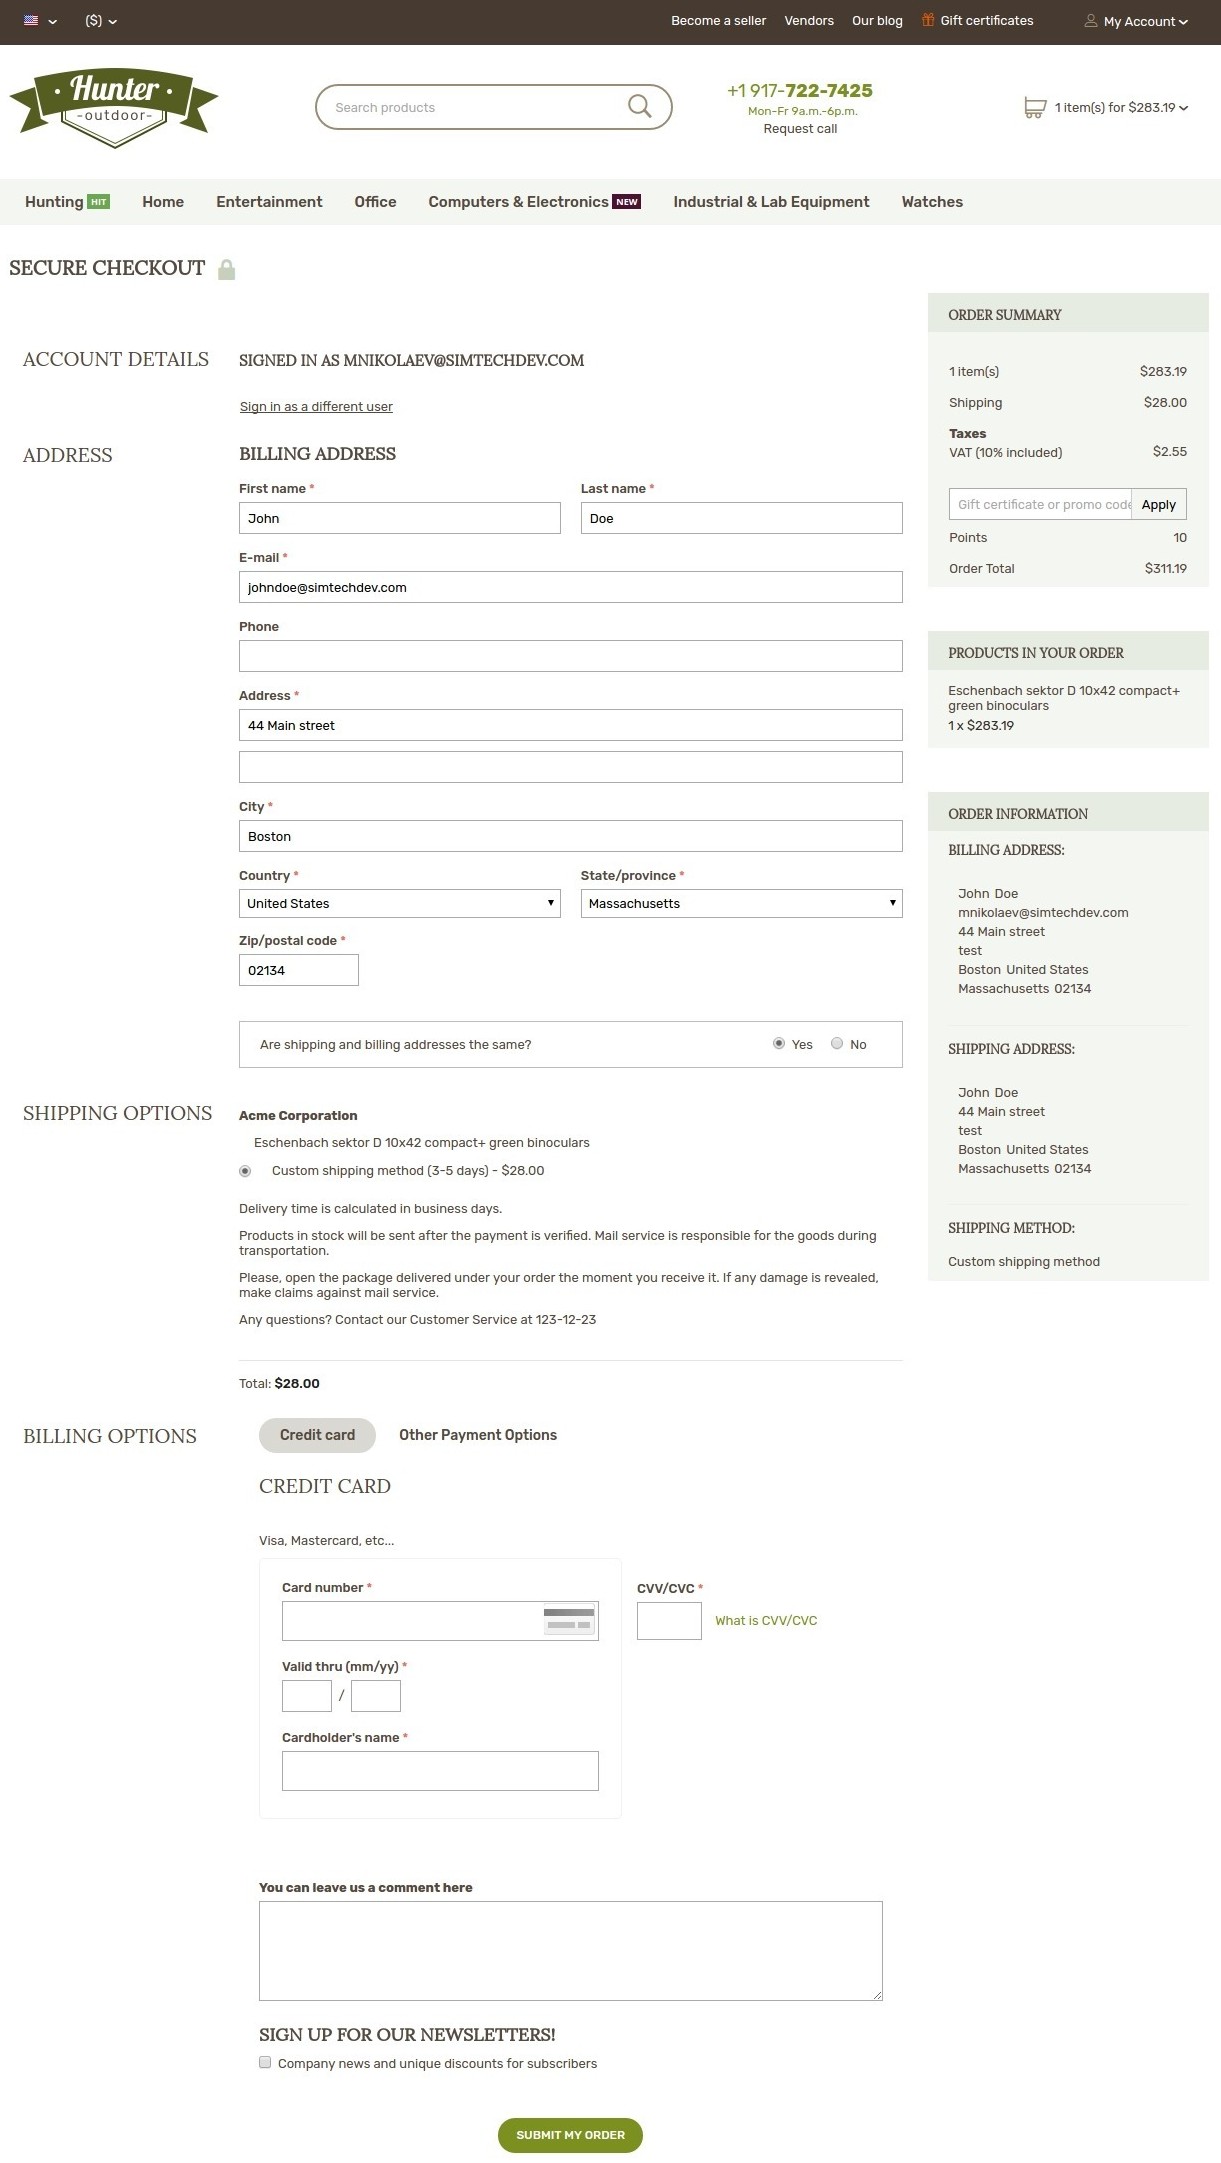 ($)
Become a seller
Vendors
Our blog
Gift certificates
My Account
Hunter
-outdoor-
Search products
+1 917-722-7425
Mon-Fr 9a.m.-6p.m.
Request call
1 item(s) for $283.19
Hunting HIT
Home
Entertainment
Office
Computers & Electronics NEW
Industrial & Lab Equipment
Watches
SECURE CHECKOUT
ACCOUNT DETAILS
SIGNED IN AS MNIKOLAEV@SIMTECHDEV.COM
Sign in as a different user
ADDRESS
BILLING ADDRESS
First name *
Last name *
John
Doe
E-mail *
johndoe@simtechdev.com
Phone
Address *
44 Main street
City *
Boston
Country *
State/province *
United States
Massachusetts
Zip/postal code *
02134
Are shipping and billing addresses the same?
Yes
No
SHIPPING OPTIONS
Acme Corporation
Eschenbach sektor D 10x42 compact+ green binoculars
Custom shipping method (3-5 days) - $28.00
Delivery time is calculated in business days.
Products in stock will be sent after the payment is verified. Mail service is responsible for the goods during
transportation.
Please, open the package delivered under your order the moment you receive it. If any damage is revealed,
make claims against mail service.
Any questions? Contact our Customer Service at 123-12-23
Total: $28.00
BILLING OPTIONS
Credit card
Other Payment Options
CREDIT CARD
Visa, Mastercard, etc...
Card number *
CVV/CVC *
What is CVV/CVC
Valid thru (mm/yy) *
/
Cardholder's name *
You can leave us a comment here
SIGN UP FOR OUR NEWSLETTERS!
Company news and unique discounts for subscribers
SUBMIT MY ORDER
ORDER SUMMARY
1 item(s) $283.19
Shipping $28.00
Taxes
VAT (10% included) $2.55
Gift certificate or promo code
Apply
Points 10
Order Total $311.19
PRODUCTS IN YOUR ORDER
Eschenbach sektor D 10x42 compact+
green binoculars
1 x $283.19
ORDER INFORMATION
BILLING ADDRESS:
John Doe
mnikolaev@simtechdev.com
44 Main street
test
Boston United States
Massachusetts 02134
SHIPPING ADDRESS:
John Doe
44 Main street
test
Boston United States
Massachusetts 02134
SHIPPING METHOD:
Custom shipping method